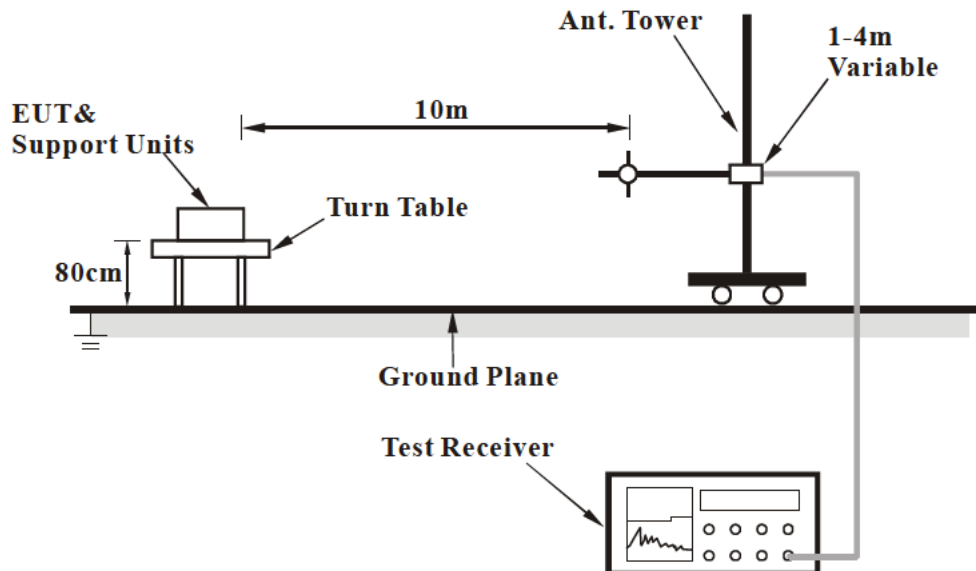 Ant. Tower
1-4m
Variable
10m
EUT&
Support Units
Turn Table
80cm
Ground Plane
Test Receiver